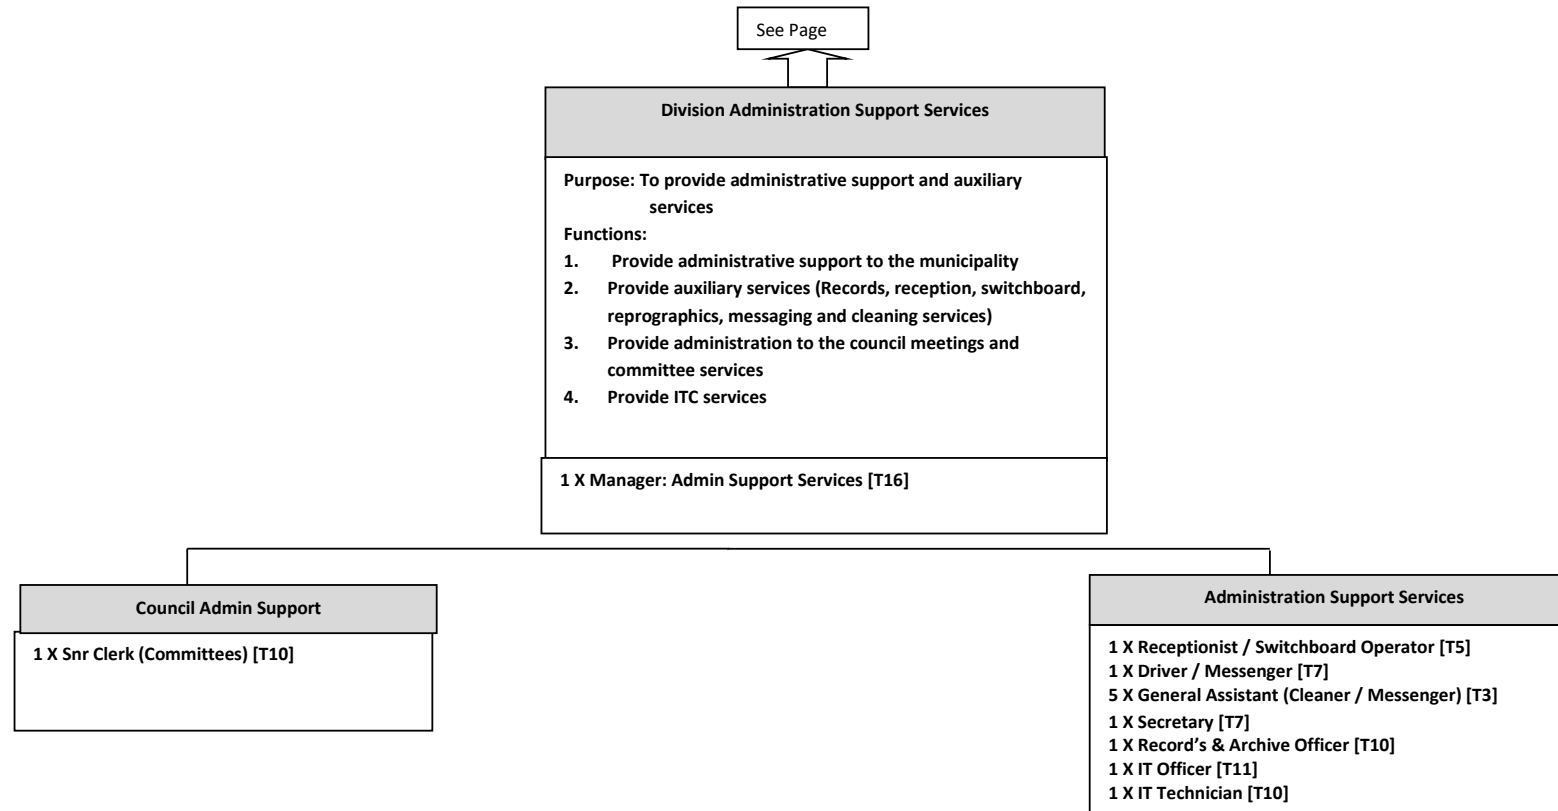 See Page
Division Administration Support Services
Purpose: To provide administrative support and auxiliary
services
Functions:
1. Provide administrative support to the municipality
2. Provide auxiliary services (Records, reception, switchboard,
reprographics, messaging and cleaning services)
3. Provide administration to the council meetings and
committee services
4. Provide ITC services
1 X Manager: Admin Support Services [T16]
Council Admin Support
1 X Snr Clerk (Committees) [T10]
Administration Support Services
1 X Receptionist / Switchboard Operator [T5]
1 X Driver / Messenger [T7]
5 X General Assistant (Cleaner / Messenger) [T3]
1 X Secretary [T7]
1 X Record’s & Archive Officer [T10]
1 X IT Officer [T11]
1 X IT Technician [T10]